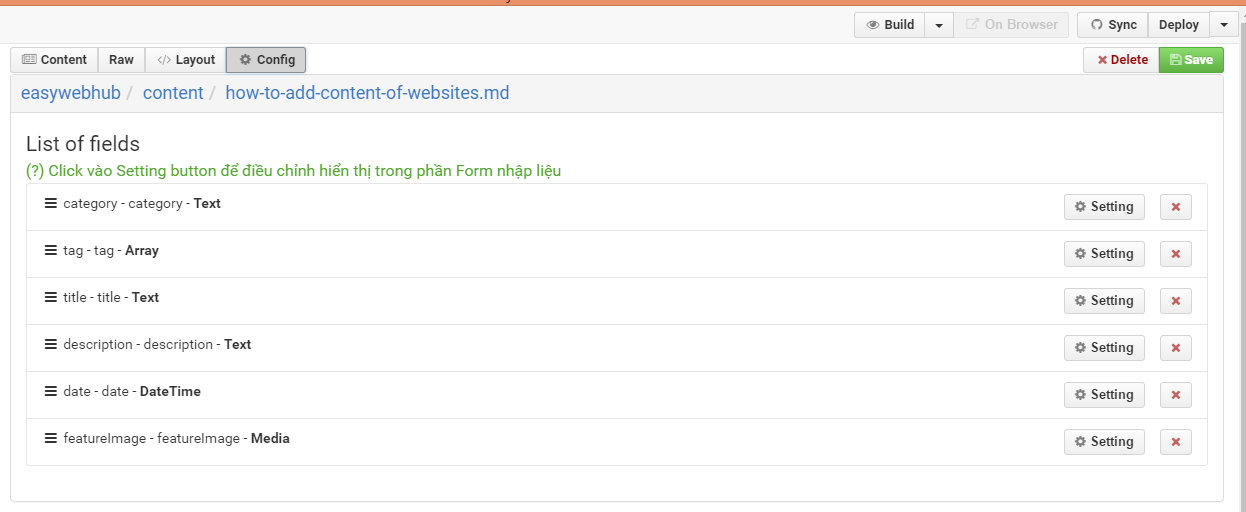 Build On Browser Sync Deploy
Content Raw </> Layout Config Delete Save
easywebhub / content / how-to-add-content-of-websites.md
List of fields
(?) Click vào Setting button để điều chỉnh hiển thị trong phần Form nhập liệu
category - category - Text Setting
tag - tag - Array Setting
title - title - Text Setting
description - description - Text Setting
date - date - DateTime Setting
featureImage - featureImage - Media Setting